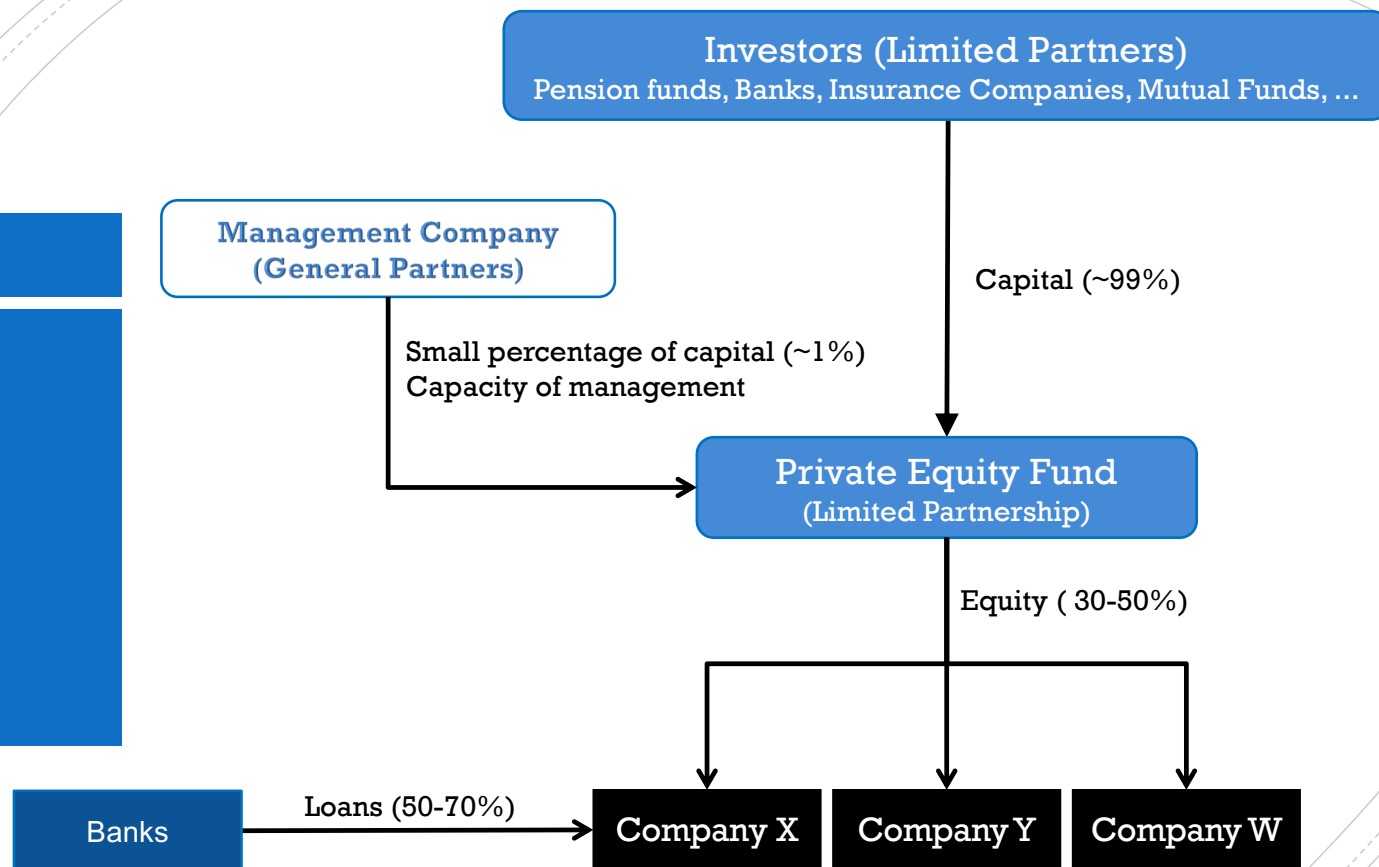 Investors (Limited Partners)
Pension funds, Banks, Insurance Companies, Mutual Funds, ...
Management Company
(General Partners)
Capital (~99%)
Small percentage of capital (~1%)
Capacity of management
Private Equity Fund
(Limited Partnership)
Equity ( 30-50%)
Loans (50-70%)
Banks
Company X
Company Y
Company W